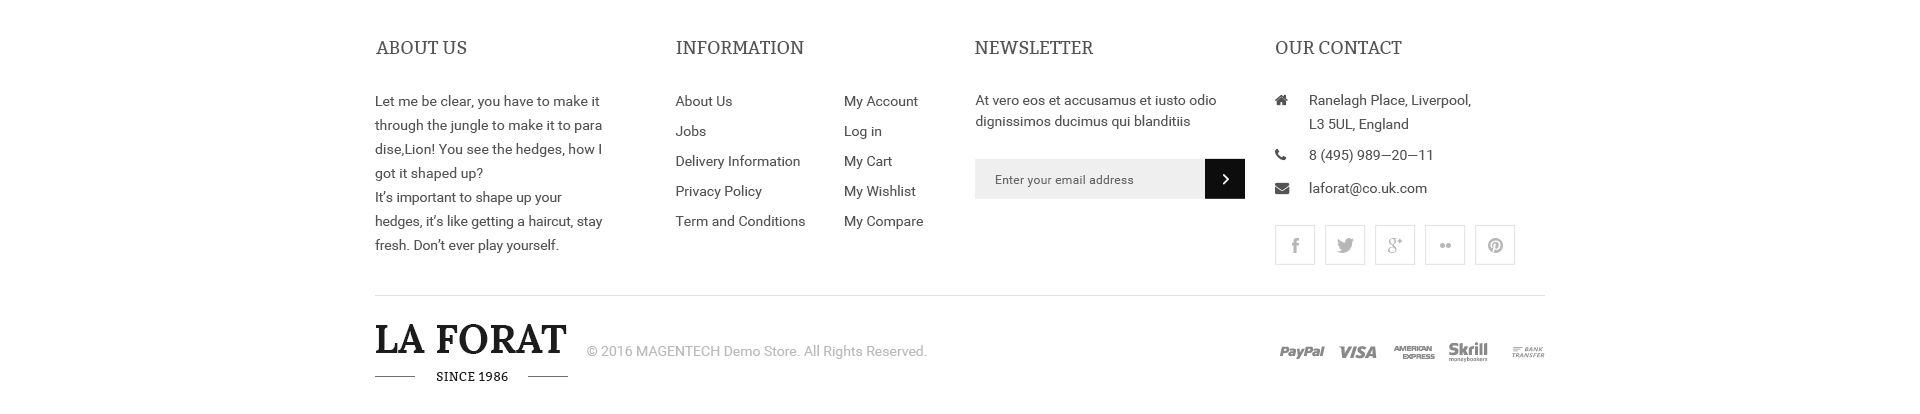 ABOUT US
Let me be clear, you have to make it
through the jungle to make it to para
dise,Lion! You see the hedges, how I
got it shaped up?
It's important to shape up your
hedges, it's like getting a haircut, stay
fresh. Don't ever play yourself.
INFORMATION
About Us
Jobs
Delivery Information
Privacy Policy
Term and Conditions
My Account
Log in
My Cart
My Wishlist
My Compare
NEWSLETTER
At vero eos et accusamus et iusto odio
dignissimos ducimus qui blanditiis
Enter your email address
OUR CONTACT
Ranelagh Place, Liverpool,
L3 5UL, England
8 (495) 989—20—11
laforat@co.uk.com
LA FORAT
SINCE 1986
© 2016 MAGENTECH Demo Store. All Rights Reserved.
PayPal
VISA
AMERICAN
EXPRESS
Skrill
moneybookers
BANK
TRANSFER